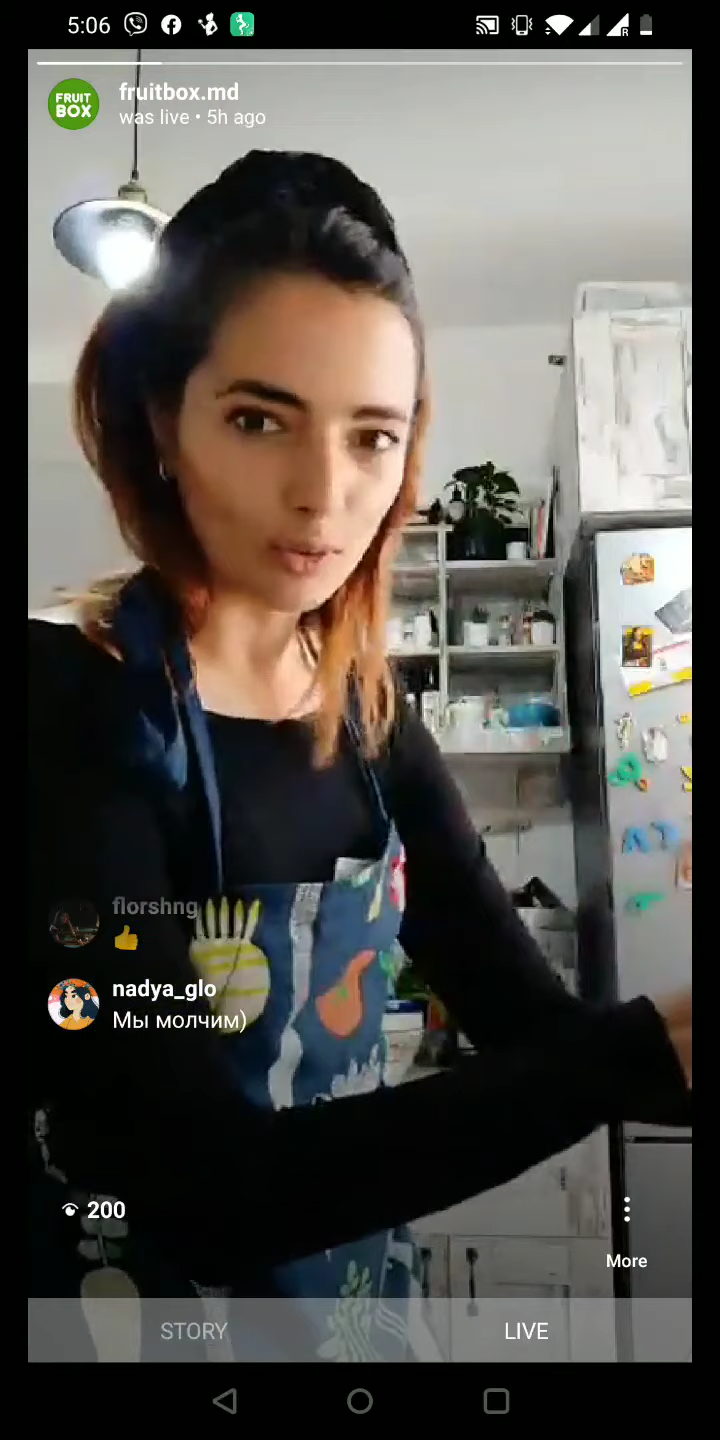 5:06
R
FRUIT
BOX
fruitbox.md
was live • 5h ago
florshng
👍
nadya_glo
Мы молчим)
200
More
STORY
LIVE